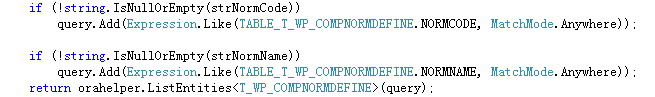 if (!string.IsNullOrEmpty(strNormCode))
query.Add(Expression.Like(TABLE_T_WP_COMPNORMDEFINE.NORMCODE, MatchMode.Anywhere));
if (!string.IsNullOrEmpty(strNormName))
query.Add(Expression.Like(TABLE_T_WP_COMPNORMDEFINE.NORMNAME, MatchMode.Anywhere));
return orahelper.ListEntities<T_WP_COMPNORMDEFINE>(query);